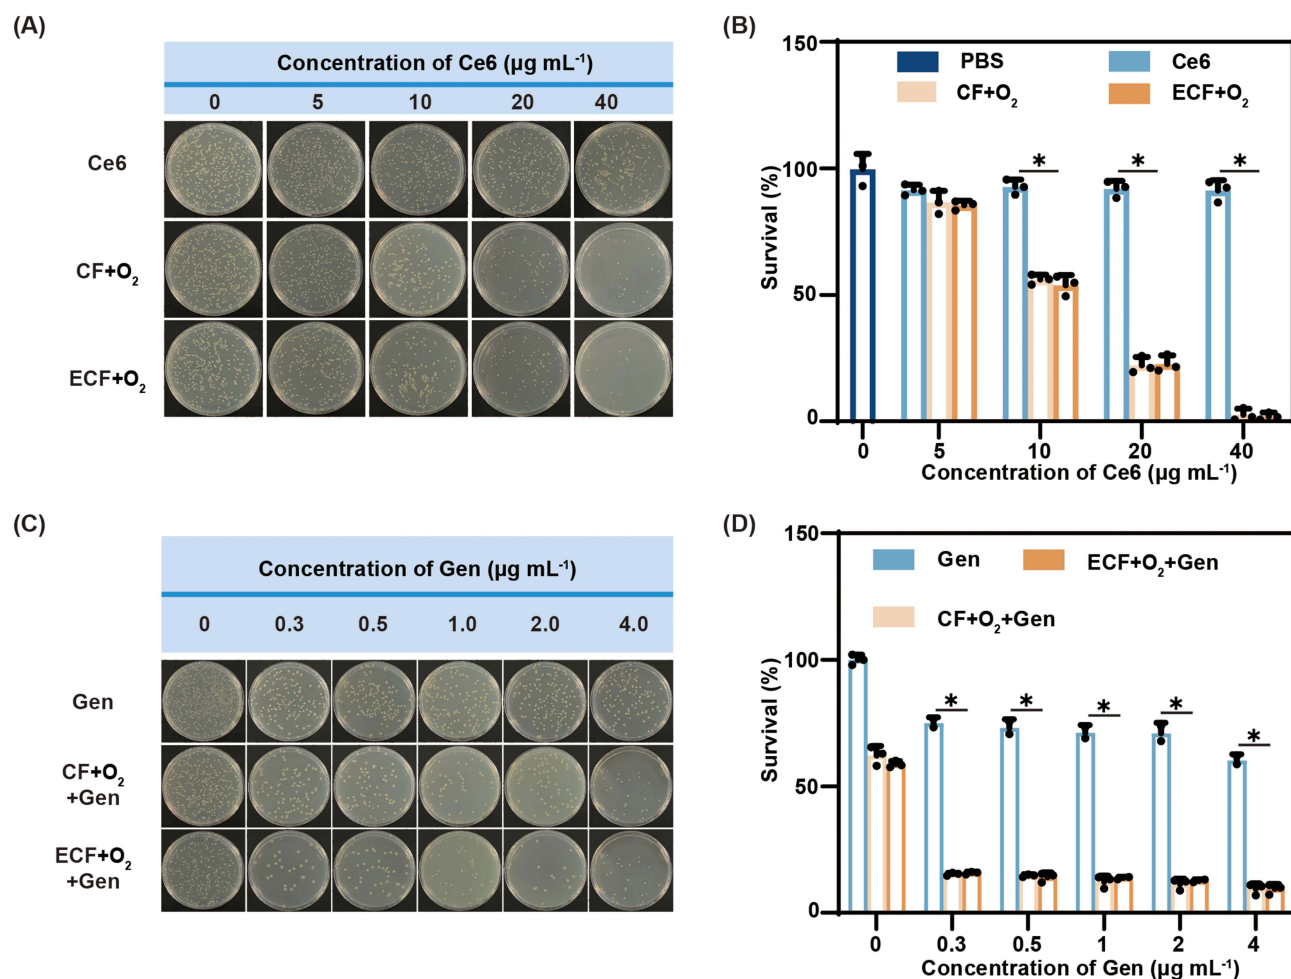 (A)
Concentration of Ce6 (µg mL⁻¹)
0 5 10 20 40
Ce6
CF+O₂
ECF+O₂
(B)
150
100
50
0
Survival (%)
PBS
Ce6
CF+O₂
ECF+O₂
* * *
0 5 10 20 40
Concentration of Ce6 (µg mL⁻¹)
(C)
Concentration of Gen (µg mL⁻¹)
0 0.3 0.5 1.0 2.0 4.0
Gen
CF+O₂
+Gen
ECF+O₂
+Gen
(D)
150
100
50
0
Survival (%)
Gen
ECF+O₂+Gen
CF+O₂+Gen
* * * * *
0 0.3 0.5 1 2 4
Concentration of Gen (µg mL⁻¹)